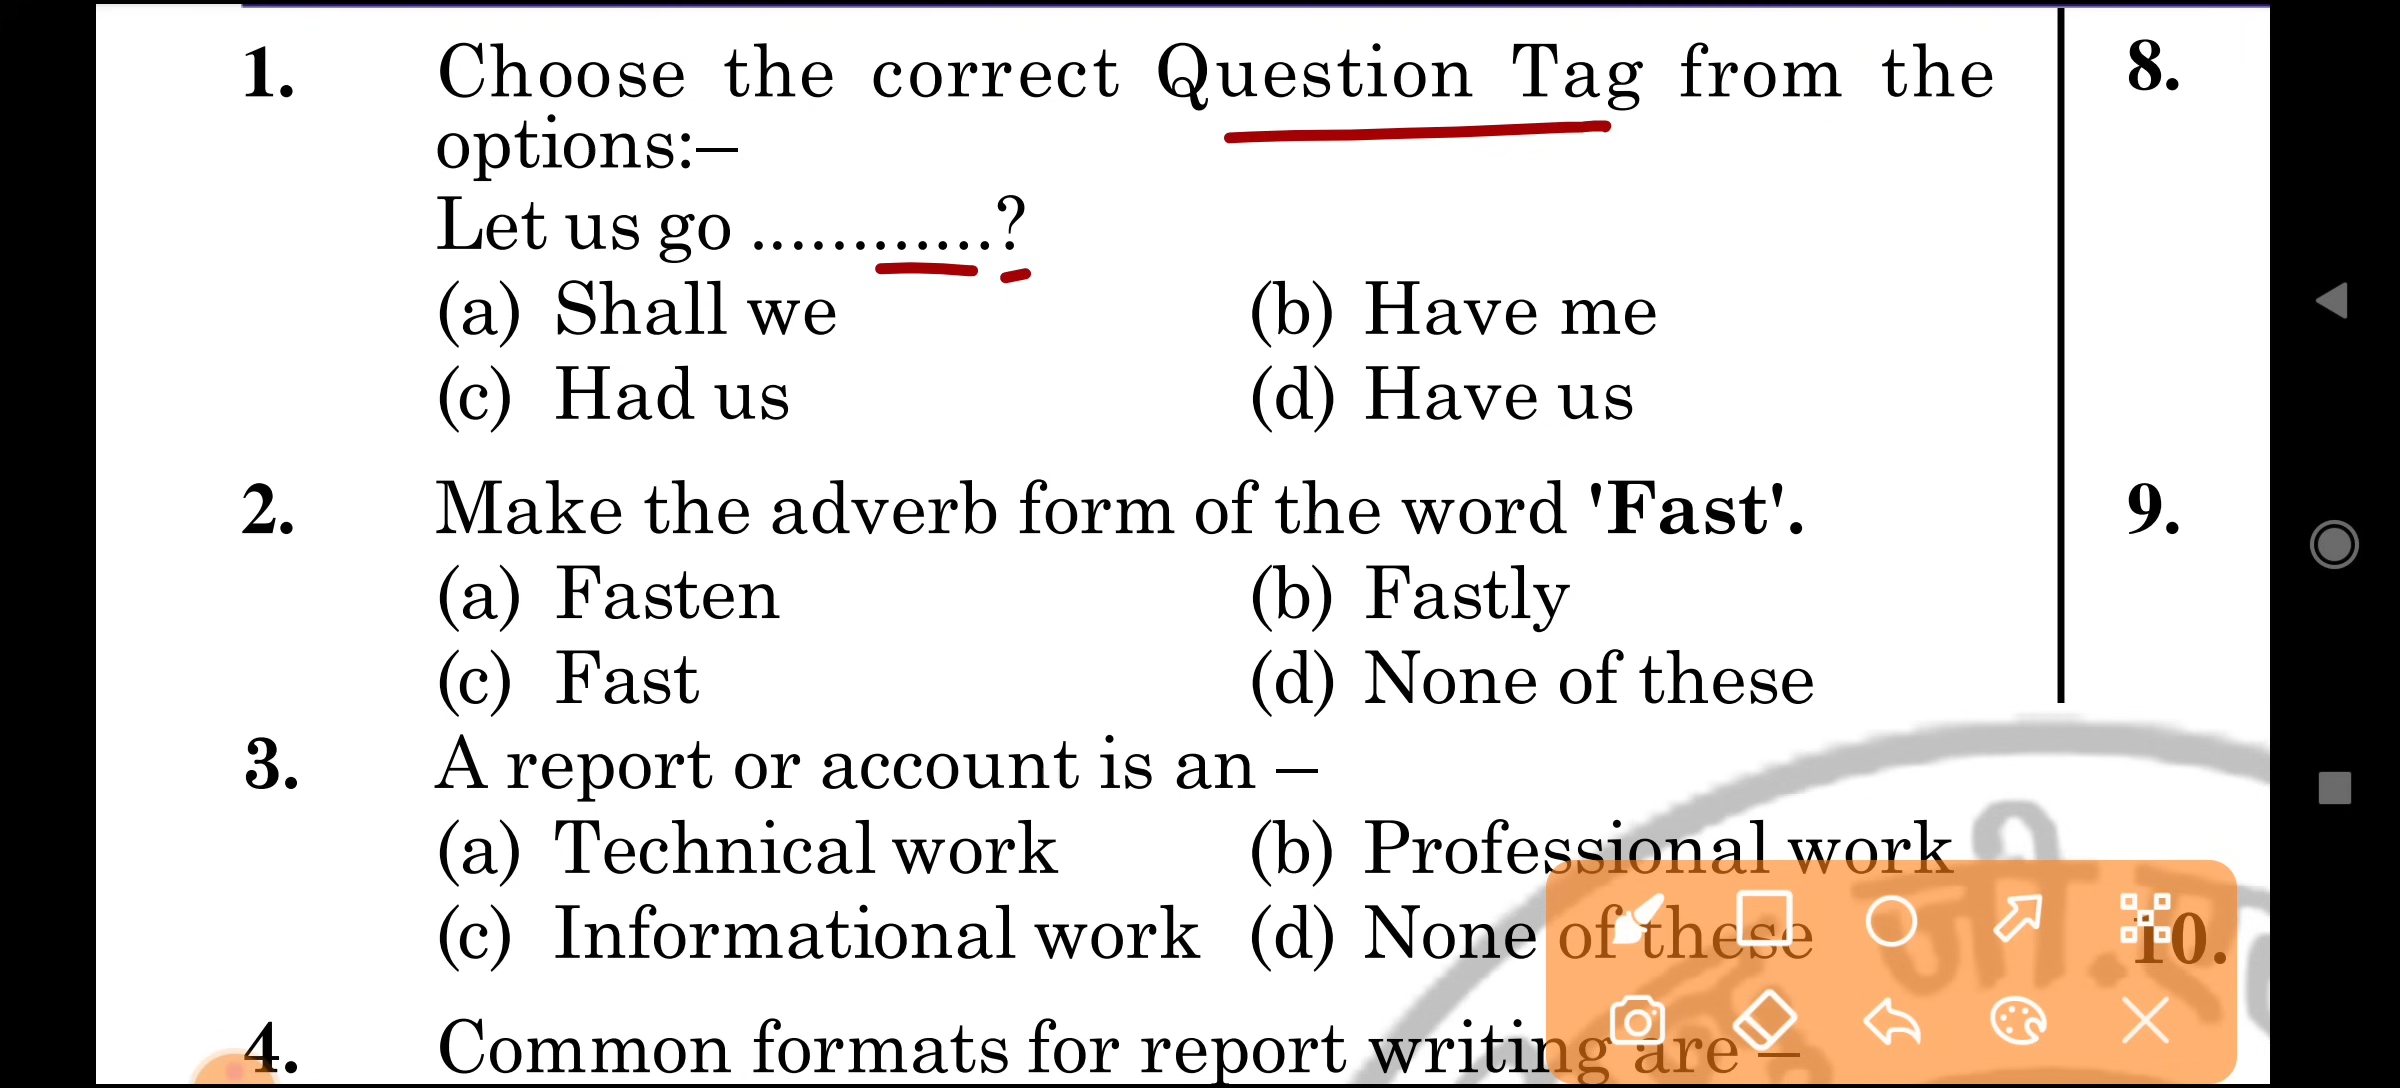 1. Choose the correct Question Tag from the
options:–
Let us go ............?
(a) Shall we (b) Have me
(c) Had us (d) Have us
2. Make the adverb form of the word 'Fast'.
(a) Fasten (b) Fastly
(c) Fast (d) None of these
3. A report or account is an –
(a) Technical work (b) Professional work
(c) Informational work (d) None of these
4. Common formats for report writing are –
8.
9.
10.